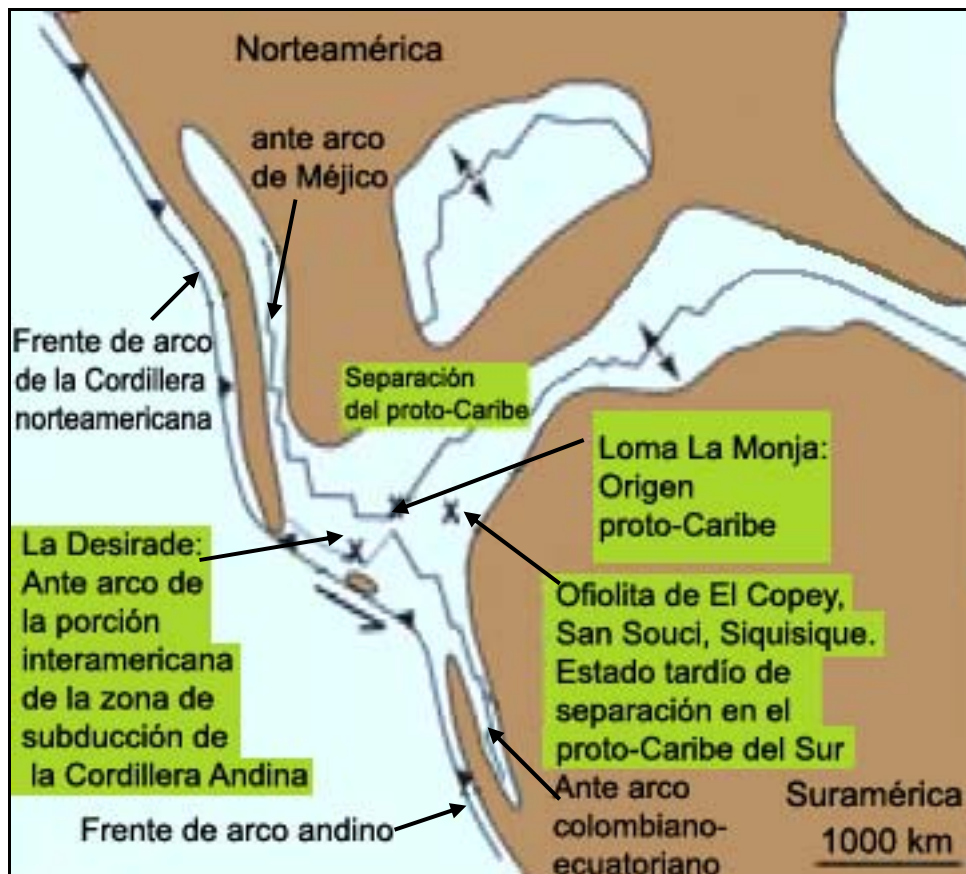 Norteamérica
ante arco
de Méjico
Frente de arco
de la Cordillera
norteamericana
Separación
del proto-Caribe
Loma La Monja:
Origen
proto-Caribe
La Desirade:
Ante arco de
la porción
interamericana
de la zona de
subducción de
la Cordillera Andina
Ofiolita de El Copey,
San Souci, Siquisique.
Estado tardío de
separación en el
proto-Caribe del Sur
Frente de arco andino
Ante arco
colombiano-
ecuatoriano
Suramérica
1000 km